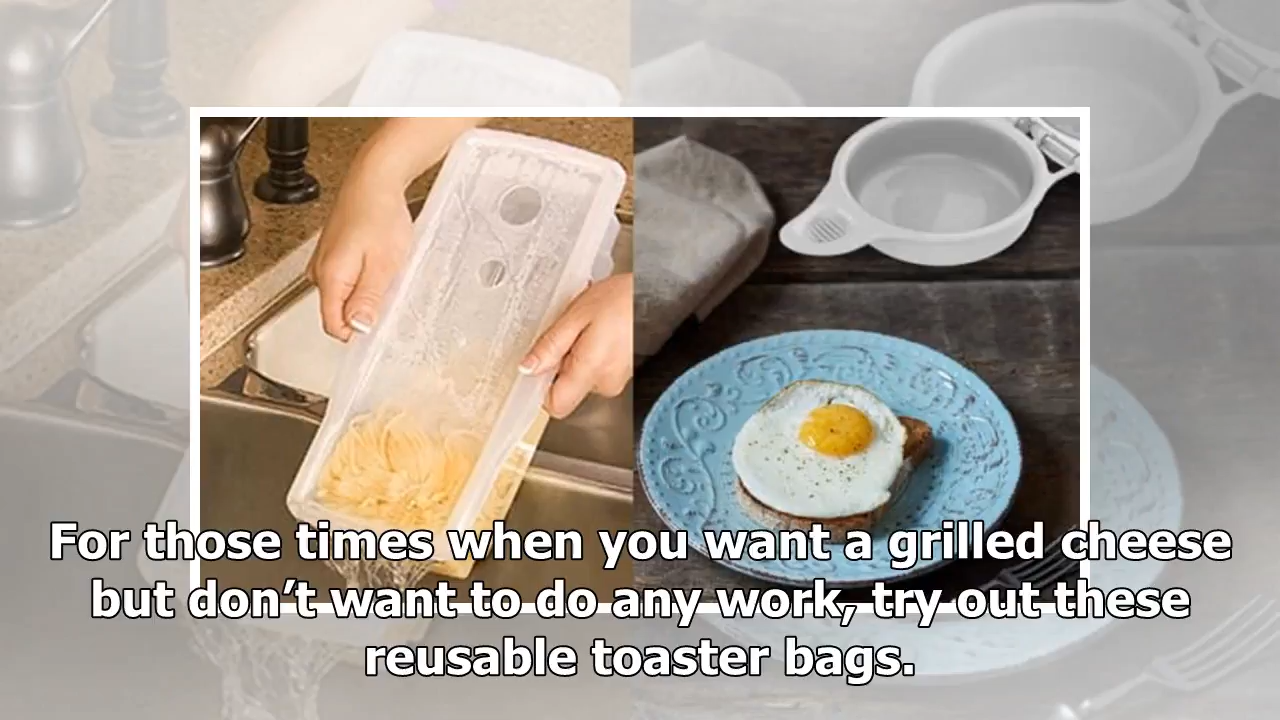 For those times when you want a grilled cheese
but don’t want to do any work, try out these
reusable toaster bags.